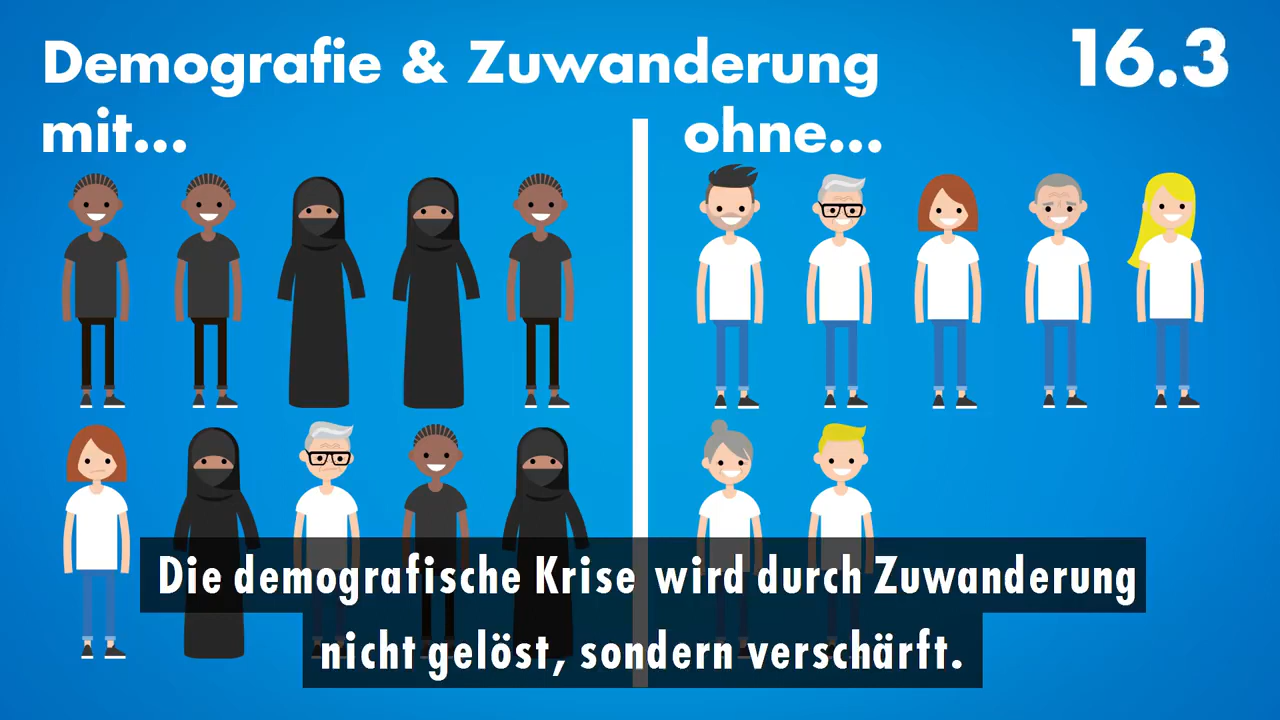 Demografie & Zuwanderung
16.3
mit...
ohne...
Die demografische Krise wird durch Zuwanderung
nicht gelöst, sondern verschärft.